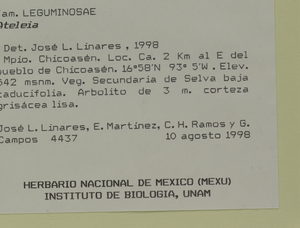 am. LEGUMINOSAE
Ateleia
Det. José L. Linares , 1998
Mpio. Chicoasén. Loc. Ca. 2 Km al E del
pueblo de Chicoasén. 16°58'N 93° 5'W. Elev.
642 msnm. Veg. Secundaria de Selva baja
caducifolia. Arbolito de 3 m. corteza
grisácea lisa.
José L. Linares, E. Martínez, C. H. Ramos y G.
Campos 4437 10 agosto 1998
HERBARIO NACIONAL DE MEXICO (MEXU)
INSTITUTO DE BIOLOGIA, UNAM